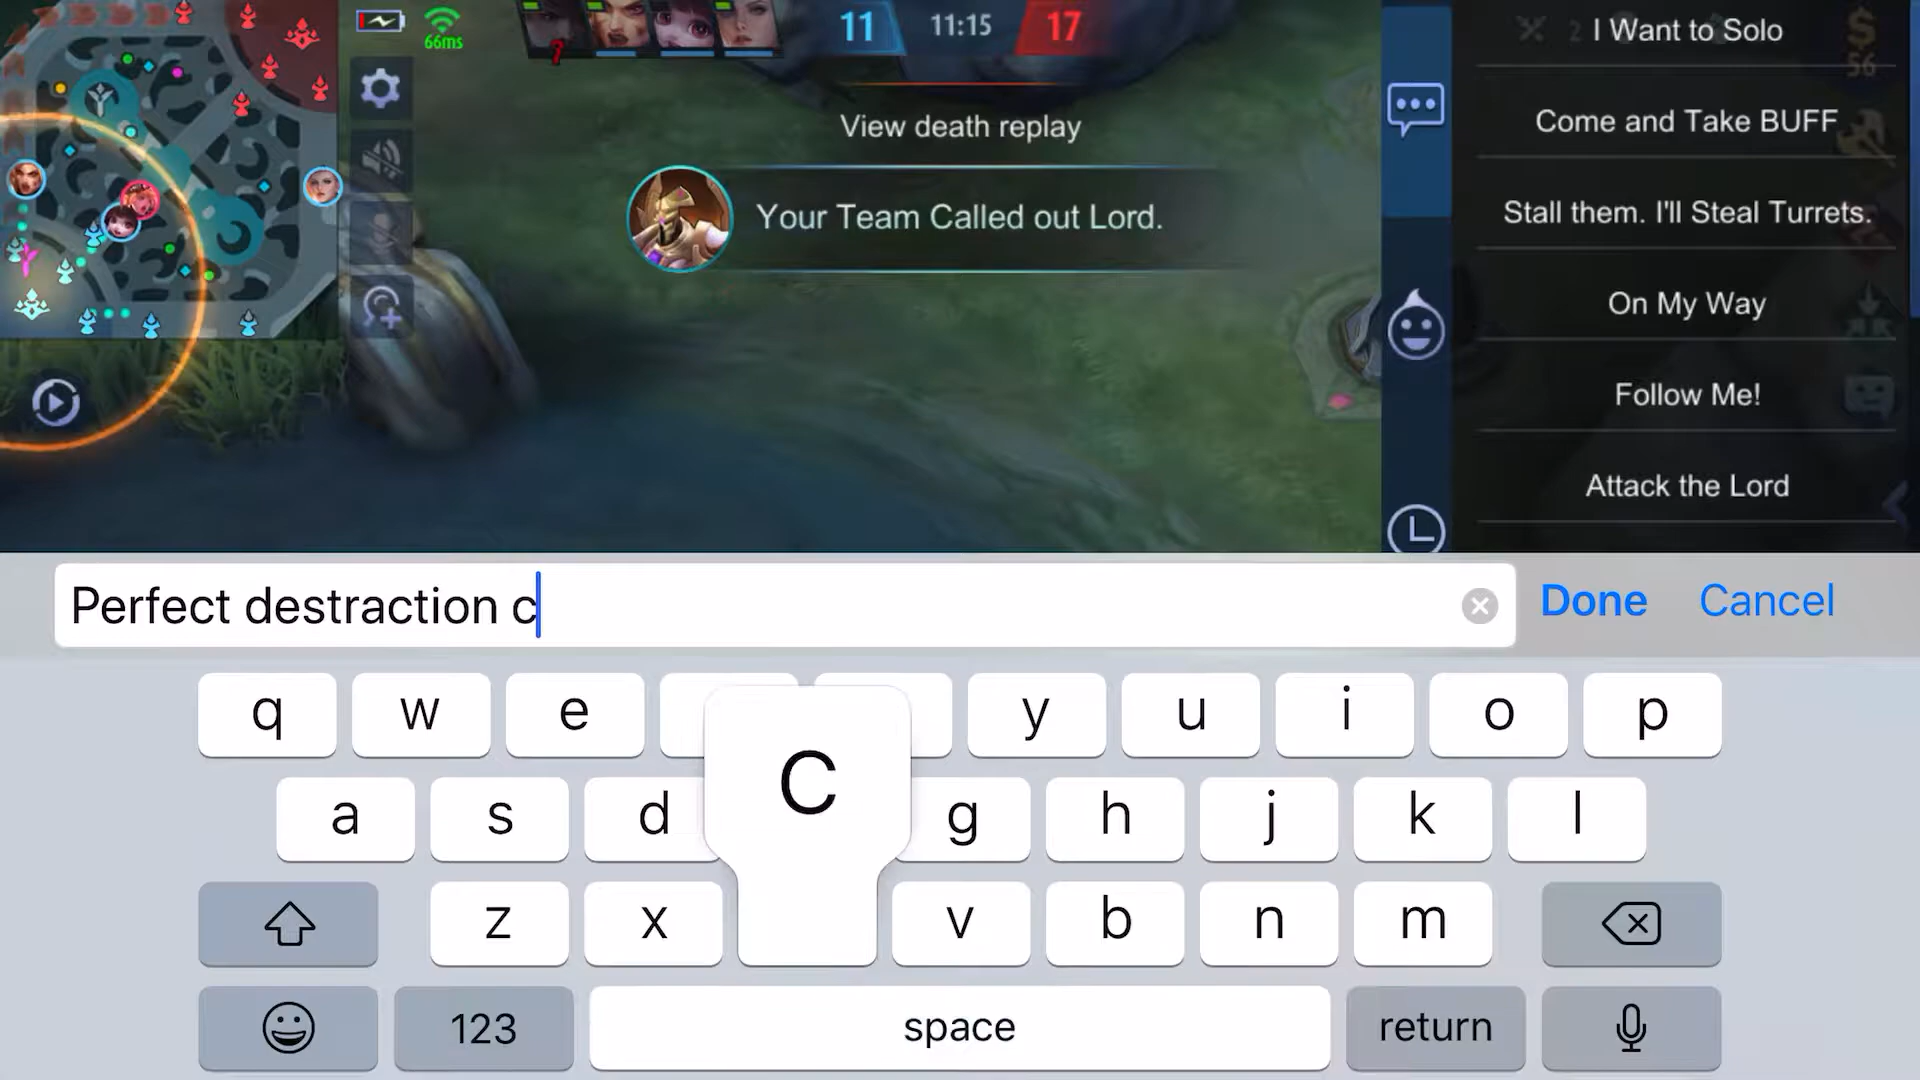 66ms
11
11:15
17
View death replay
Your Team Called out Lord.
2
56
I Want to Solo
Come and Take BUFF
Stall them. I'll Steal Turrets.
On My Way
Follow Me!
Attack the Lord
Perfect destraction c
Done
Cancel
q w e y u i o p
C
a s d g h j k l
z x v b n m
123
space
return